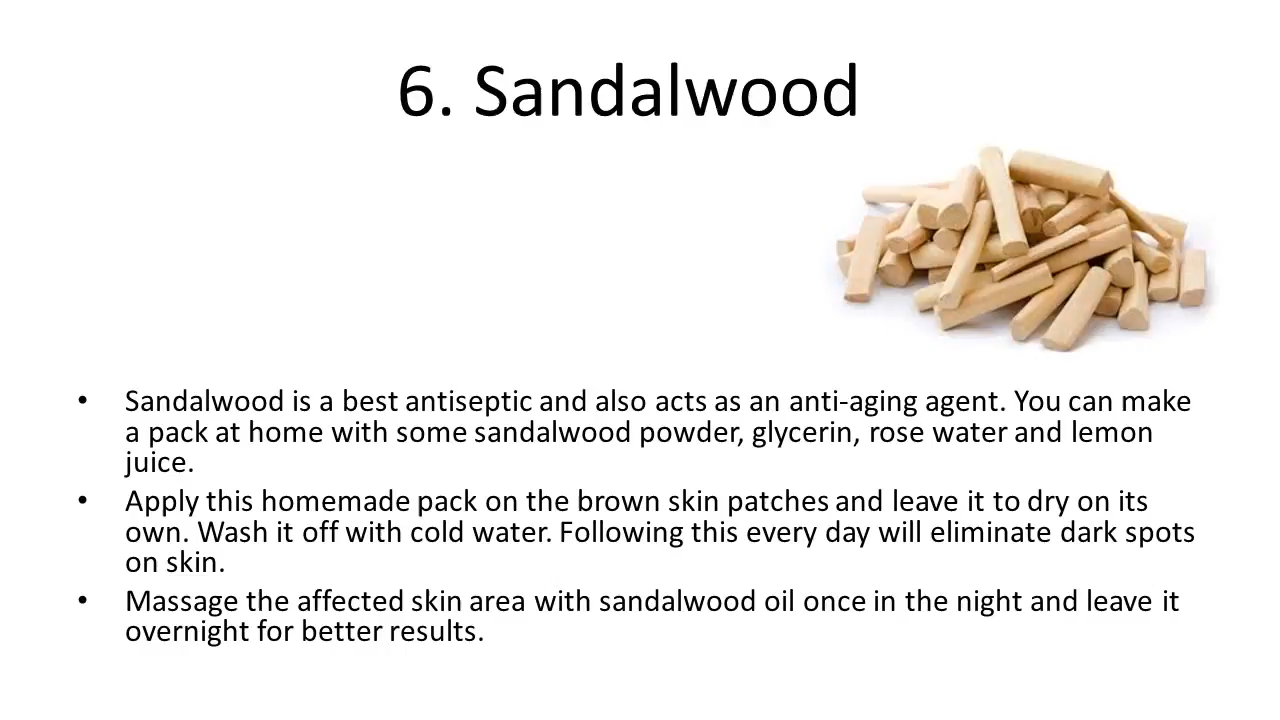 6. Sandalwood
• Sandalwood is a best antiseptic and also acts as an anti-aging agent. You can make
a pack at home with some sandalwood powder, glycerin, rose water and lemon
juice.
• Apply this homemade pack on the brown skin patches and leave it to dry on its
own. Wash it off with cold water. Following this every day will eliminate dark spots
on skin.
• Massage the affected skin area with sandalwood oil once in the night and leave it
overnight for better results.